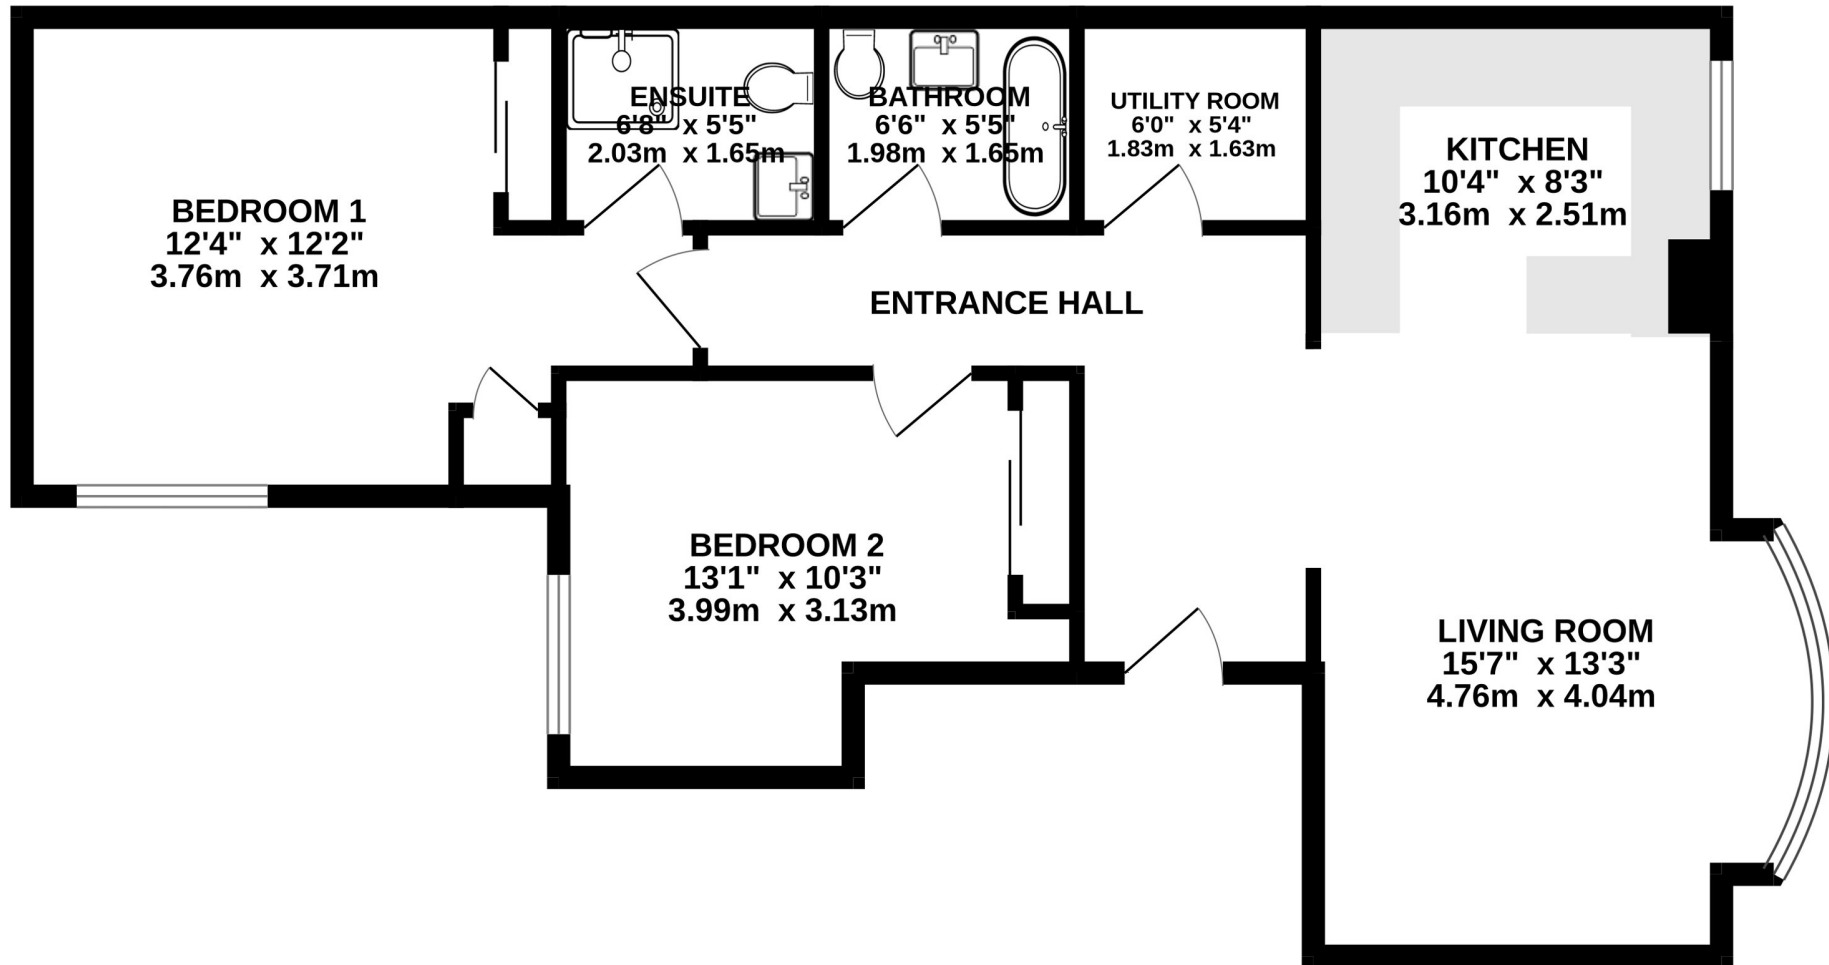 ENSUITE
6'8" x 5'5"
2.03m x 1.65m
BATHROOM
6'6" x 5'5"
1.98m x 1.65m
UTILITY ROOM
6'0" x 5'4"
1.83m x 1.63m
KITCHEN
10'4" x 8'3"
3.16m x 2.51m
BEDROOM 1
12'4" x 12'2"
3.76m x 3.71m
ENTRANCE HALL
BEDROOM 2
13'1" x 10'3"
3.99m x 3.13m
LIVING ROOM
15'7" x 13'3"
4.76m x 4.04m